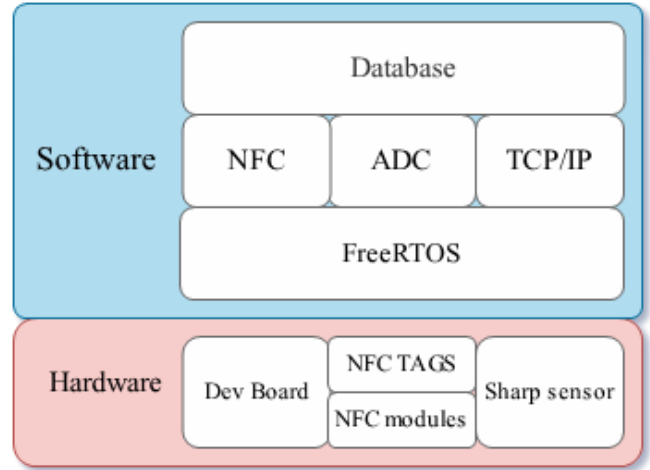 Database
Software
NFC
ADC
TCP/IP
FreeRTOS
Hardware
Dev Board
NFC TAGS
NFC modules
Sharp sensor